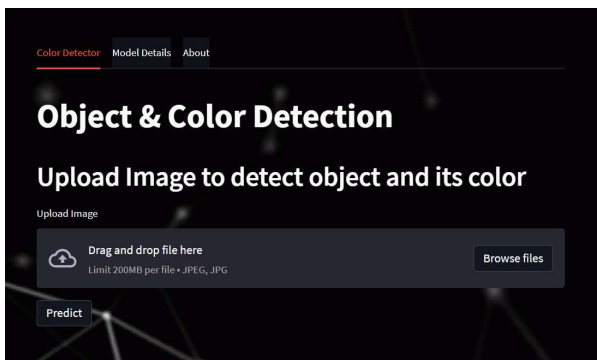 Color Detector Model Details About
Object & Color Detection
Upload Image to detect object and its color
Upload Image
Drag and drop file here
Limit 200MB per file • JPEG, JPG
Browse files
Predict